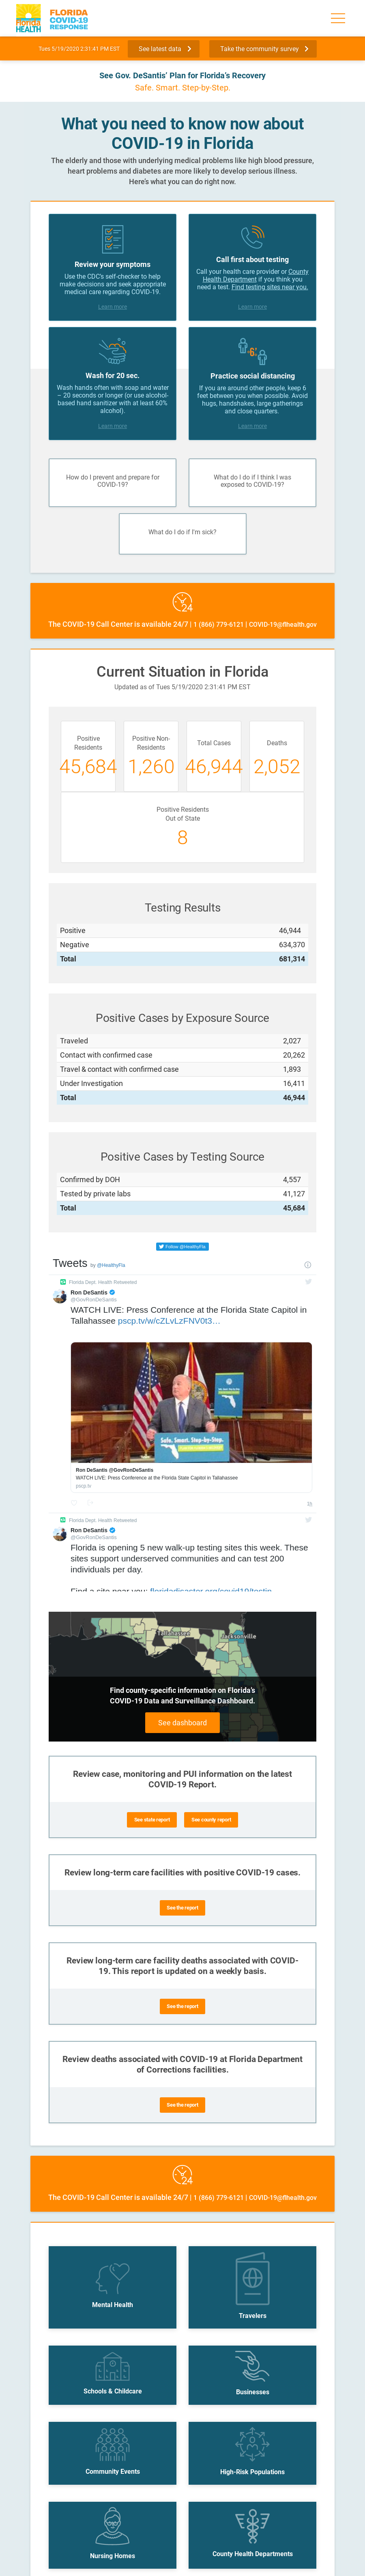 Florida
HEALTH
FLORIDA
COVID-19
RESPONSE
Tues 5/19/2020 2:31:41 PM EST
See latest data
Take the community survey
See Gov. DeSantis' Plan for Florida's Recovery
Safe. Smart. Step-by-Step.
What you need to know now about
COVID-19 in Florida
The elderly and those with underlying medical problems like high blood pressure,
heart problems and diabetes are more likely to develop serious illness.
Here's what you can do right now.
Review your symptoms
Use the CDC's self-checker to help
make decisions and seek appropriate
medical care regarding COVID-19.
Learn more
Call first about testing
Call your health care provider or County
Health Department if you think you
need a test. Find testing sites near you.
Learn more
Wash for 20 sec.
Wash hands often with soap and water
– 20 seconds or longer (or use alcohol-
based hand sanitizer with at least 60%
alcohol).
Learn more
6'
Practice social distancing
If you are around other people, keep 6
feet between you when possible. Avoid
hugs, handshakes, large gatherings
and close quarters.
Learn more
How do I prevent and prepare for
COVID-19?
What do I do if I think I was
exposed to COVID-19?
What do I do if I'm sick?
24
The COVID-19 Call Center is available 24/7 | 1 (866) 779-6121 | COVID-19@flhealth.gov
Current Situation in Florida
Updated as of Tues 5/19/2020 2:31:41 PM EST
Positive
Residents
45,684
Positive Non-
Residents
1,260
Total Cases
46,944
Deaths
2,052
Positive Residents
Out of State
8
Testing Results
Positive 46,944
Negative 634,370
Total 681,314
Positive Cases by Exposure Source
Traveled 2,027
Contact with confirmed case 20,262
Travel & contact with confirmed case 1,893
Under Investigation 16,411
Total 46,944
Positive Cases by Testing Source
Confirmed by DOH 4,557
Tested by private labs 41,127
Total 45,684
Follow @HealthyFla
Tweets by @HealthyFla
Florida Dept. Health Retweeted
Ron DeSantis
@GovRonDeSantis
WATCH LIVE: Press Conference at the Florida State Capitol in
Tallahassee pscp.tv/w/cZLvLzFNV0t3…
Safe. Smart. Step-by-Step.
Ron DeSantis @GovRonDeSantis
WATCH LIVE: Press Conference at the Florida State Capitol in Tallahassee
pscp.tv
Florida Dept. Health Retweeted
Ron DeSantis
@GovRonDeSantis
Florida is opening 5 new walk-up testing sites this week. These
sites support underserved communities and can test 200
individuals per day.
Find a site near you: floridadisaster.org/covid19/testin
Tallahassee
Jacksonville
Find county-specific information on Florida's
COVID-19 Data and Surveillance Dashboard.
See dashboard
Review case, monitoring and PUI information on the latest
COVID-19 Report.
See state report
See county report
Review long-term care facilities with positive COVID-19 cases.
See the report
Review long-term care facility deaths associated with COVID-
19. This report is updated on a weekly basis.
See the report
Review deaths associated with COVID-19 at Florida Department
of Corrections facilities.
See the report
24
The COVID-19 Call Center is available 24/7 | 1 (866) 779-6121 | COVID-19@flhealth.gov
Mental Health
Travelers
Schools & Childcare
Businesses
Community Events
High-Risk Populations
Nursing Homes
County Health Departments